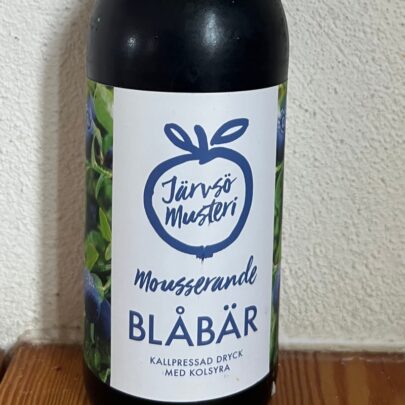 Järvsö
Musteri
Mousserande
BLÅBÄR
KALLPRESSAD DRYCK
MED KOLSYRA